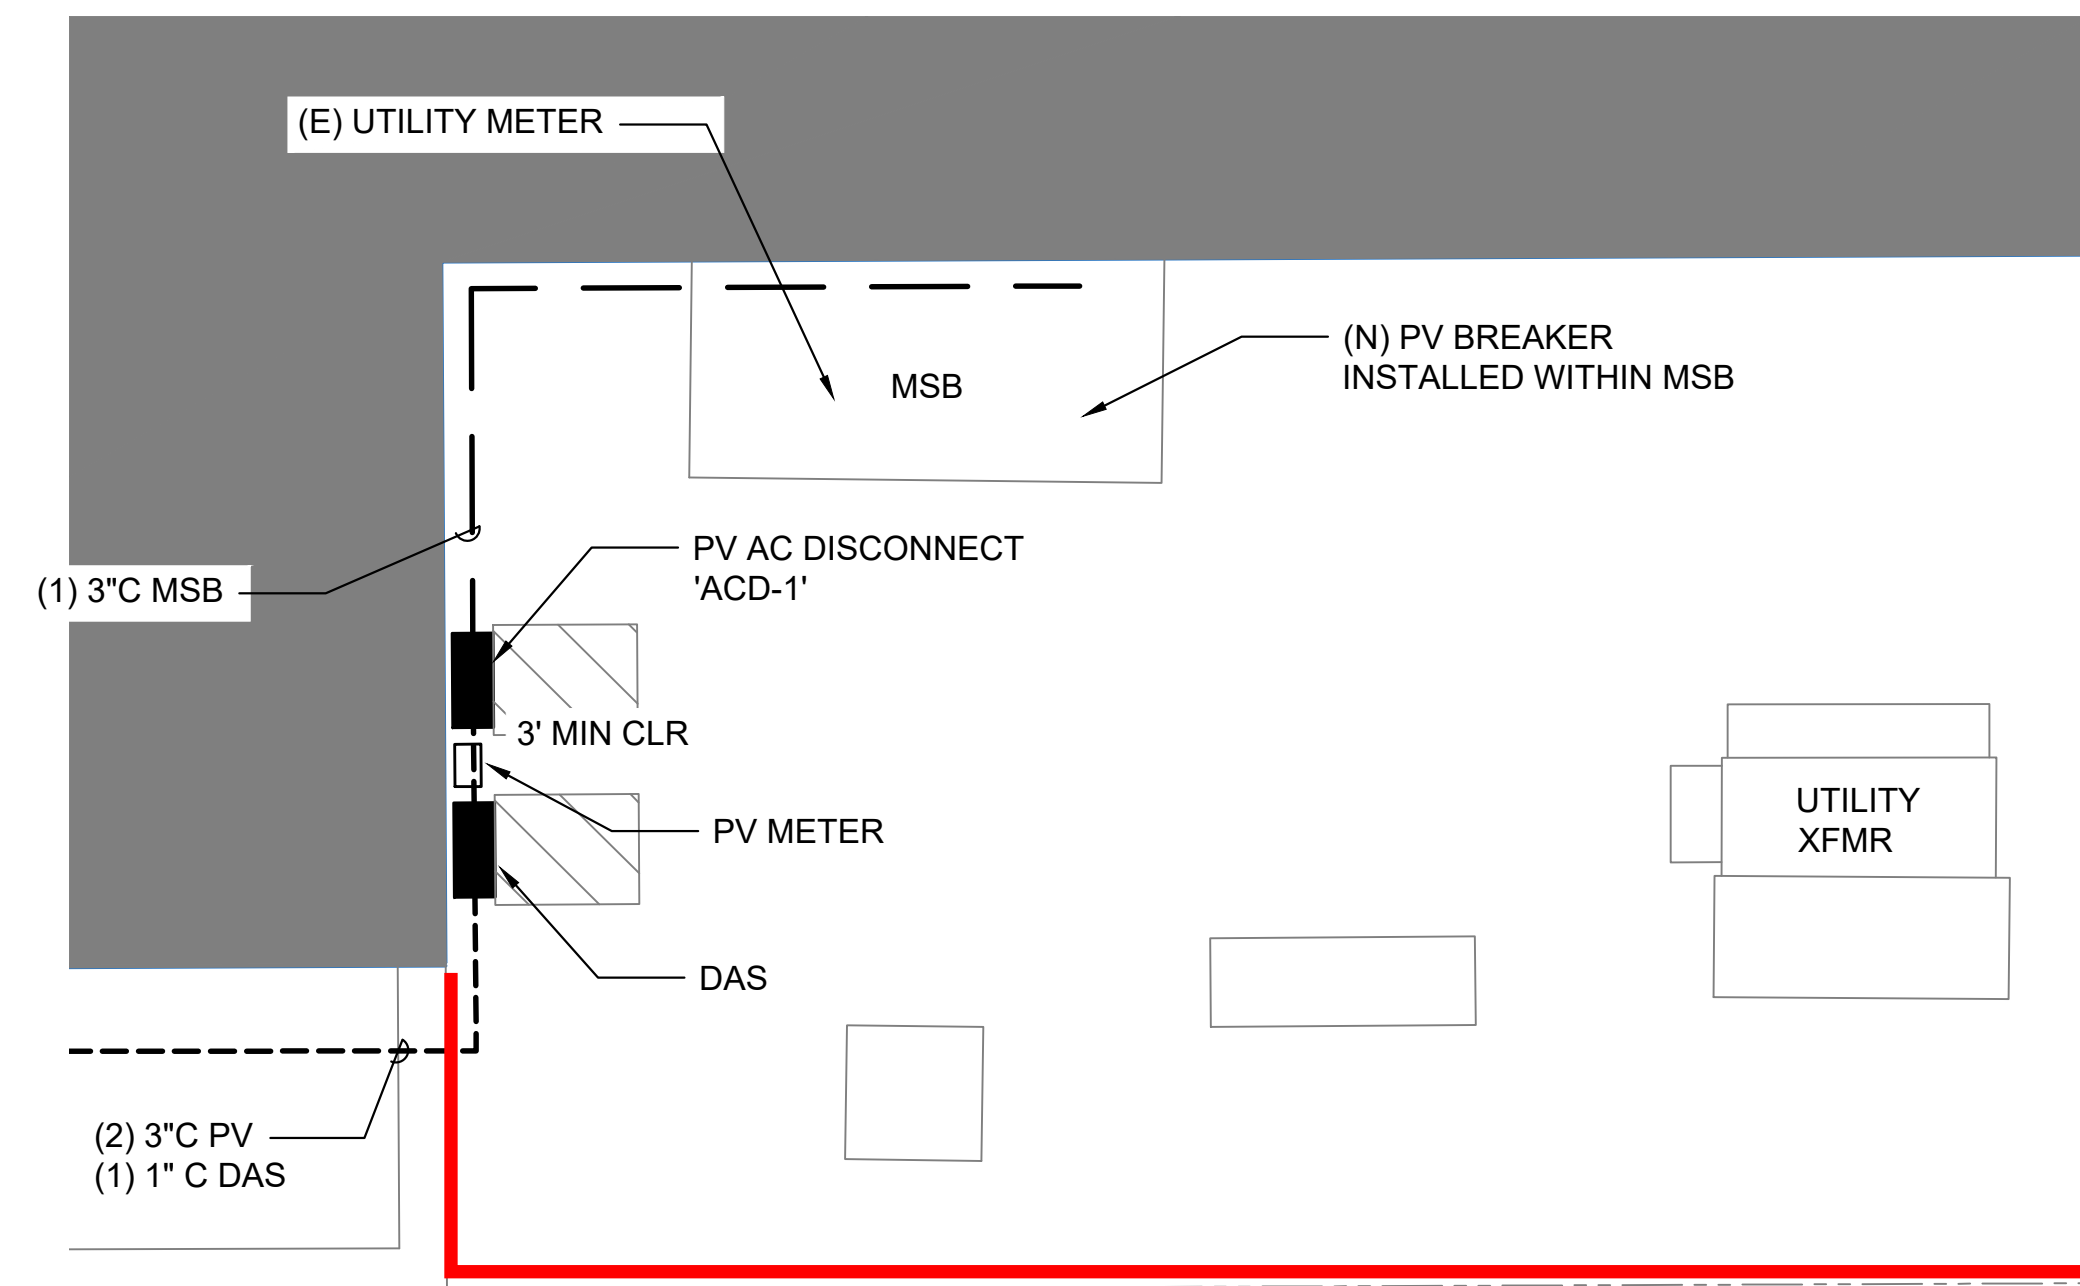 (E) UTILITY METER
(N) PV BREAKER
INSTALLED WITHIN MSB
MSB
PV AC DISCONNECT
'ACD-1'
(1) 3"C MSB
3' MIN CLR
UTILITY
XFMR
PV METER
DAS
(2) 3"C PV
(1) 1" C DAS